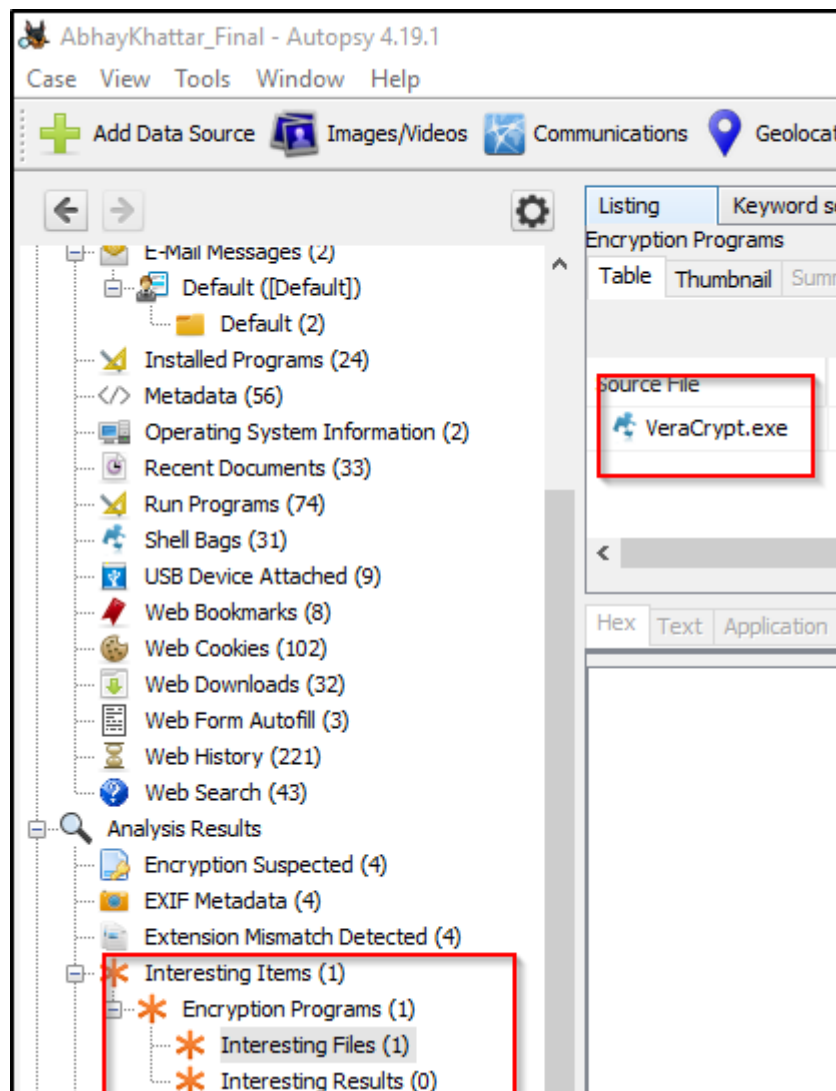 AbhayKhattar_Final - Autopsy 4.19.1
Case View Tools Window Help
Add Data Source Images/Videos Communications Geolocat
Listing Keyword s
Encryption Programs
Table Thumbnail Summ
Source File
VeraCrypt.exe
Hex Text Application
E-Mail Messages (2)
Default ([Default])
Default (2)
Installed Programs (24)
Metadata (56)
Operating System Information (2)
Recent Documents (33)
Run Programs (74)
Shell Bags (31)
USB Device Attached (9)
Web Bookmarks (8)
Web Cookies (102)
Web Downloads (32)
Web Form Autofill (3)
Web History (221)
Web Search (43)
Analysis Results
Encryption Suspected (4)
EXIF Metadata (4)
Extension Mismatch Detected (4)
Interesting Items (1)
Encryption Programs (1)
Interesting Files (1)
Interesting Results (0)